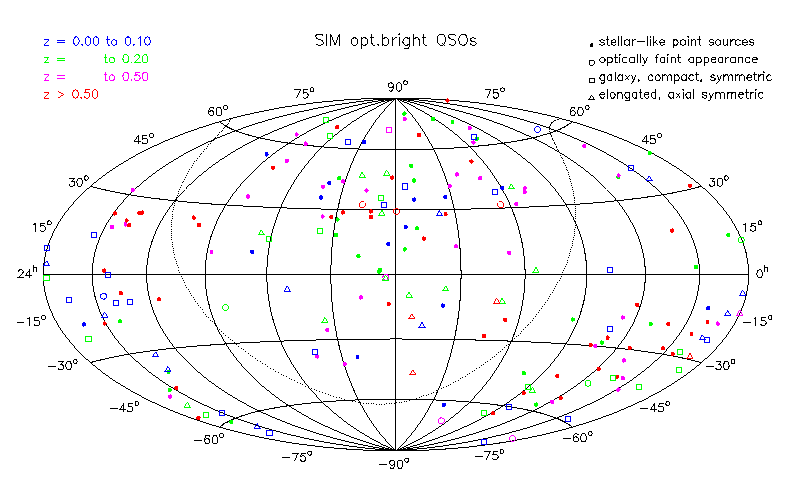 SIM opt.bright QSOs
z = 0.00 to 0.10
z = to 0.20
z = to 0.50
z > 0.50
stellar-like point sources
optically faint appearance
galaxy, compact, symmetric
elongated, axial symmetric
90°
75° 75°
60° 60°
45° 45°
30° 30°
15° 15°
24h 0h
-15° -15°
-30° -30°
-45° -45°
-60° -60°
-75° -75°
-90°